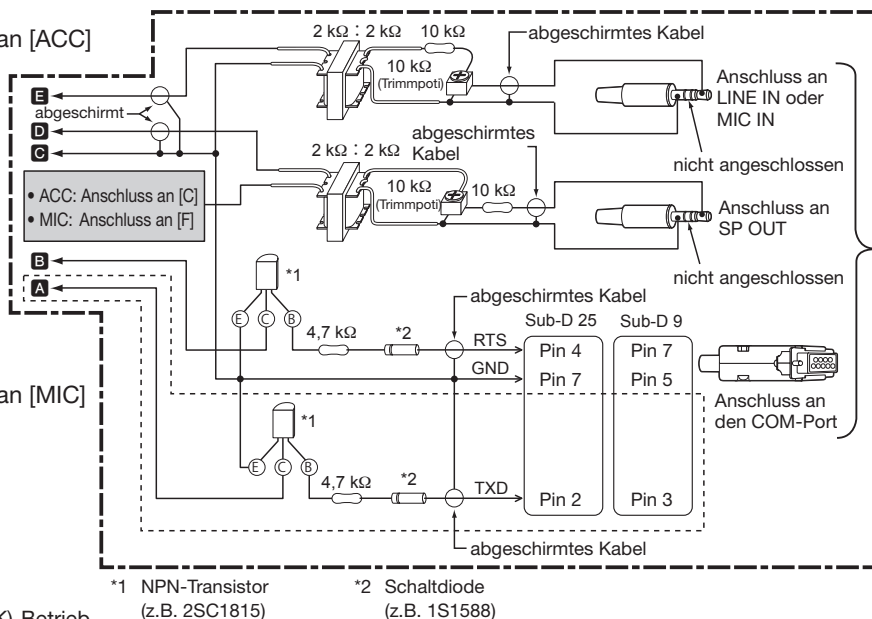 an [ACC]
2 kΩ : 2 kΩ
10 kΩ
abgeschirmtes Kabel
10 kΩ
(Trimmpoti)
Anschluss an
LINE IN oder
MIC IN
nicht angeschlossen
E
abgeschirmt
D
C
2 kΩ : 2 kΩ
abgeschirmtes
Kabel
10 kΩ
(Trimmpoti)
10 kΩ
Anschluss an
SP OUT
nicht angeschlossen
• ACC: Anschluss an [C]
• MIC: Anschluss an [F]
B
A
*1
E C B
4,7 kΩ
*2
abgeschirmtes Kabel
RTS
GND
Sub-D 25
Sub-D 9
Pin 4
Pin 7
Pin 7
Pin 5
Anschluss an
den COM-Port
an [MIC]
*1
E C B
4,7 kΩ
*2
TXD
Pin 2
Pin 3
abgeschirmtes Kabel
*1 NPN-Transistor
(z.B. 2SC1815)
*2 Schaltdiode
(z.B. 1S1588)
K)-Betrieb